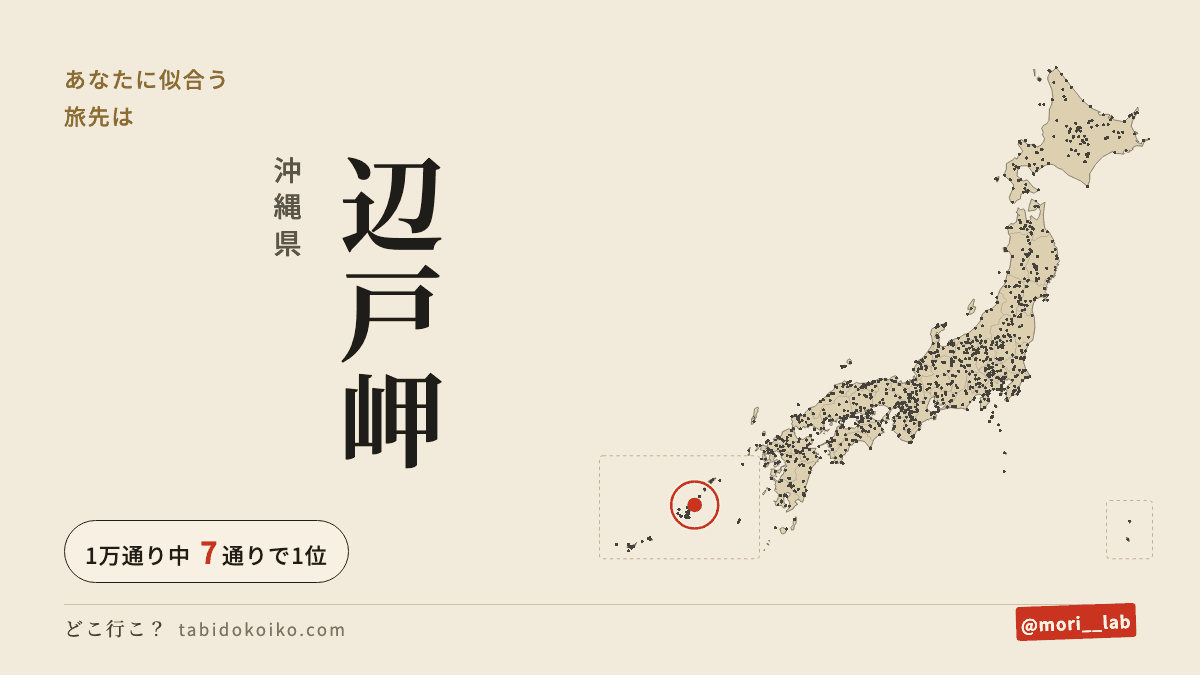 あなたに似合う
旅先は
辺戸岬
沖縄県
1万通り中 7通りで1位
どこ行こ？ tabidokoiko.com
@mori__lab